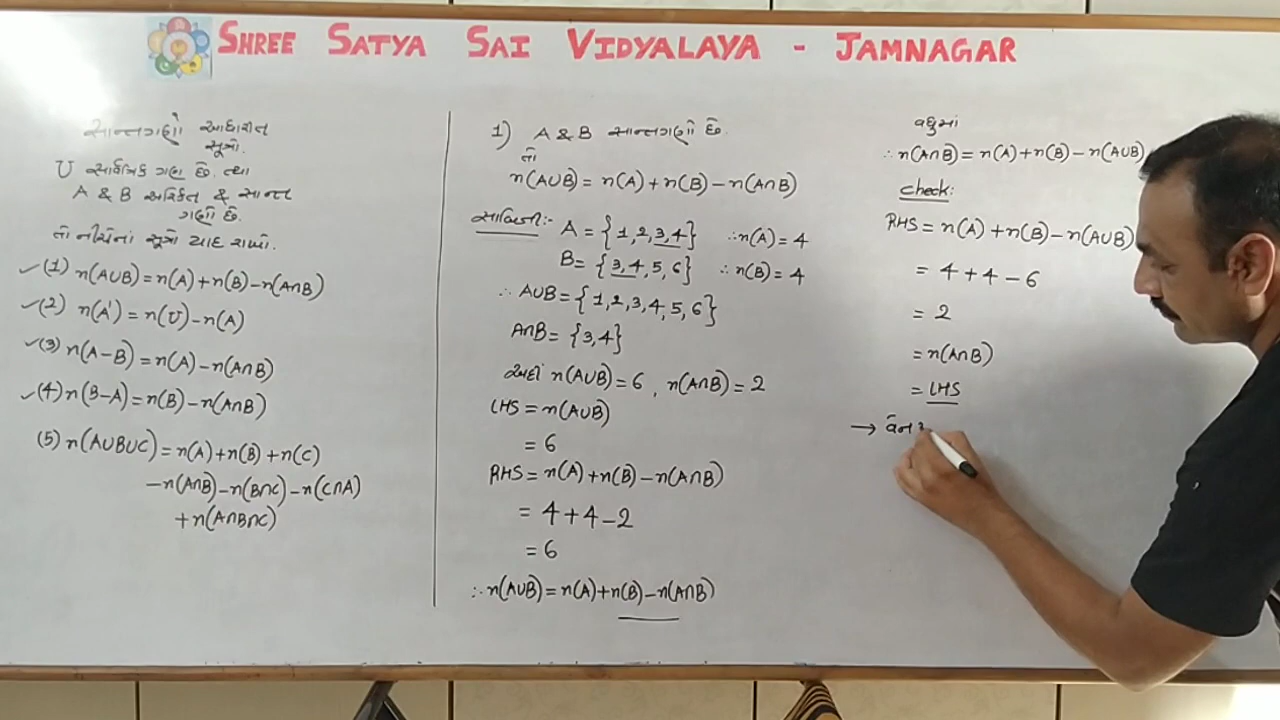 SHREE SATYA SAI VIDYALAYA - JAMNAGAR
સાન્તગણો આધારિત
સૂત્રો.
U સાર્વત્રિક ગણ છે. તથા
A & B અરિક્ત & સાન્ત
ગણો છે.
તો નીચેનાં સૂત્રો યાદ રાખો.
✓(1) n(A∪B)=n(A)+n(B)-n(A∩B)
✓(2) n(A')=n(U)-n(A)
✓(3) n(A-B)=n(A)-n(A∩B)
✓(4) n(B-A)=n(B)-n(A∩B)
(5) n(A∪B∪C)=n(A)+n(B)+n(C)
-n(A∩B)-n(B∩C)-n(C∩A)
+n(A∩B∩C)
1) A & B સાન્તગણો છે.
તો
n(A∪B)=n(A)+n(B)-n(A∩B)
સાબિતી:- A={1,2,3,4} ∴n(A)=4
B={3,4,5,6} ∴n(B)=4
∴ A∪B={1,2,3,4,5,6}
A∩B={3,4}
અહીં n(A∪B)=6, n(A∩B)=2
LHS=n(A∪B)
=6
RHS=n(A)+n(B)-n(A∩B)
=4+4-2
=6
∴n(A∪B)=n(A)+n(B)-n(A∩B)
વધુમાં
∴n(A∩B)=n(A)+n(B)-n(A∪B)
check:
RHS=n(A)+n(B)-n(A∪B)
=4+4-6
=2
=n(A∩B)
=LHS
→